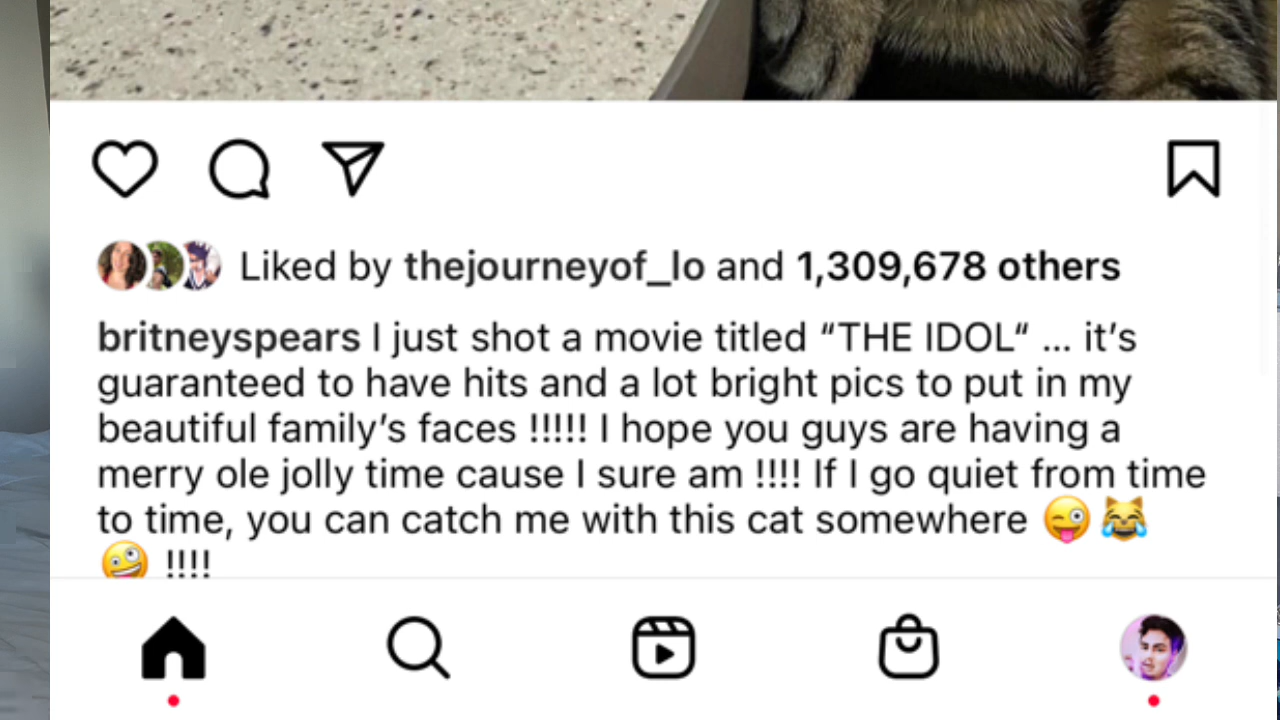 Liked by thejourneyof_lo and 1,309,678 others
britneyspears I just shot a movie titled “THE IDOL“ ... it’s
guaranteed to have hits and a lot bright pics to put in my
beautiful family’s faces !!!!! I hope you guys are having a
merry ole jolly time cause I sure am !!!! If I go quiet from time
to time, you can catch me with this cat somewhere 😜 😹
🤪 !!!!